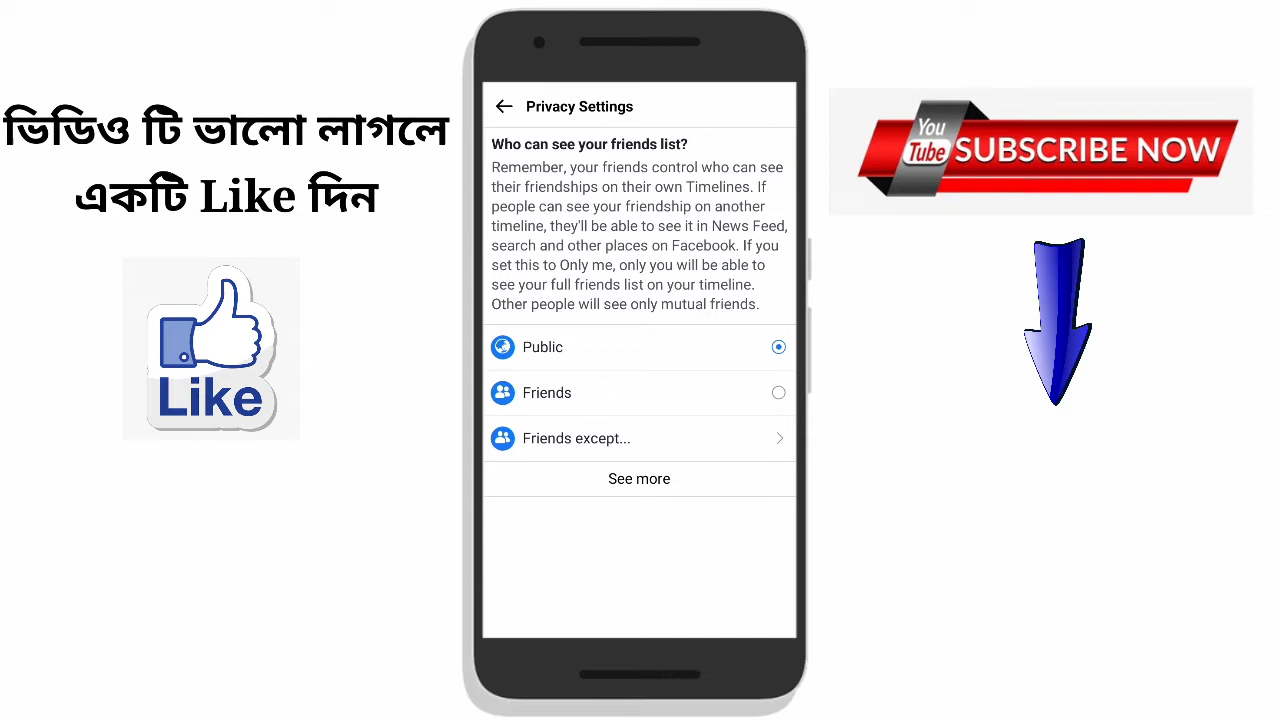 ভিডিও টি ভালো লাগলে
একটি Like দিন
Like
Privacy Settings
Who can see your friends list?
Remember, your friends control who can see
their friendships on their own Timelines. If
people can see your friendship on another
timeline, they'll be able to see it in News Feed,
search and other places on Facebook. If you
set this to Only me, only you will be able to
see your full friends list on your timeline.
Other people will see only mutual friends.
Public
Friends
Friends except...
See more
You
Tube SUBSCRIBE NOW